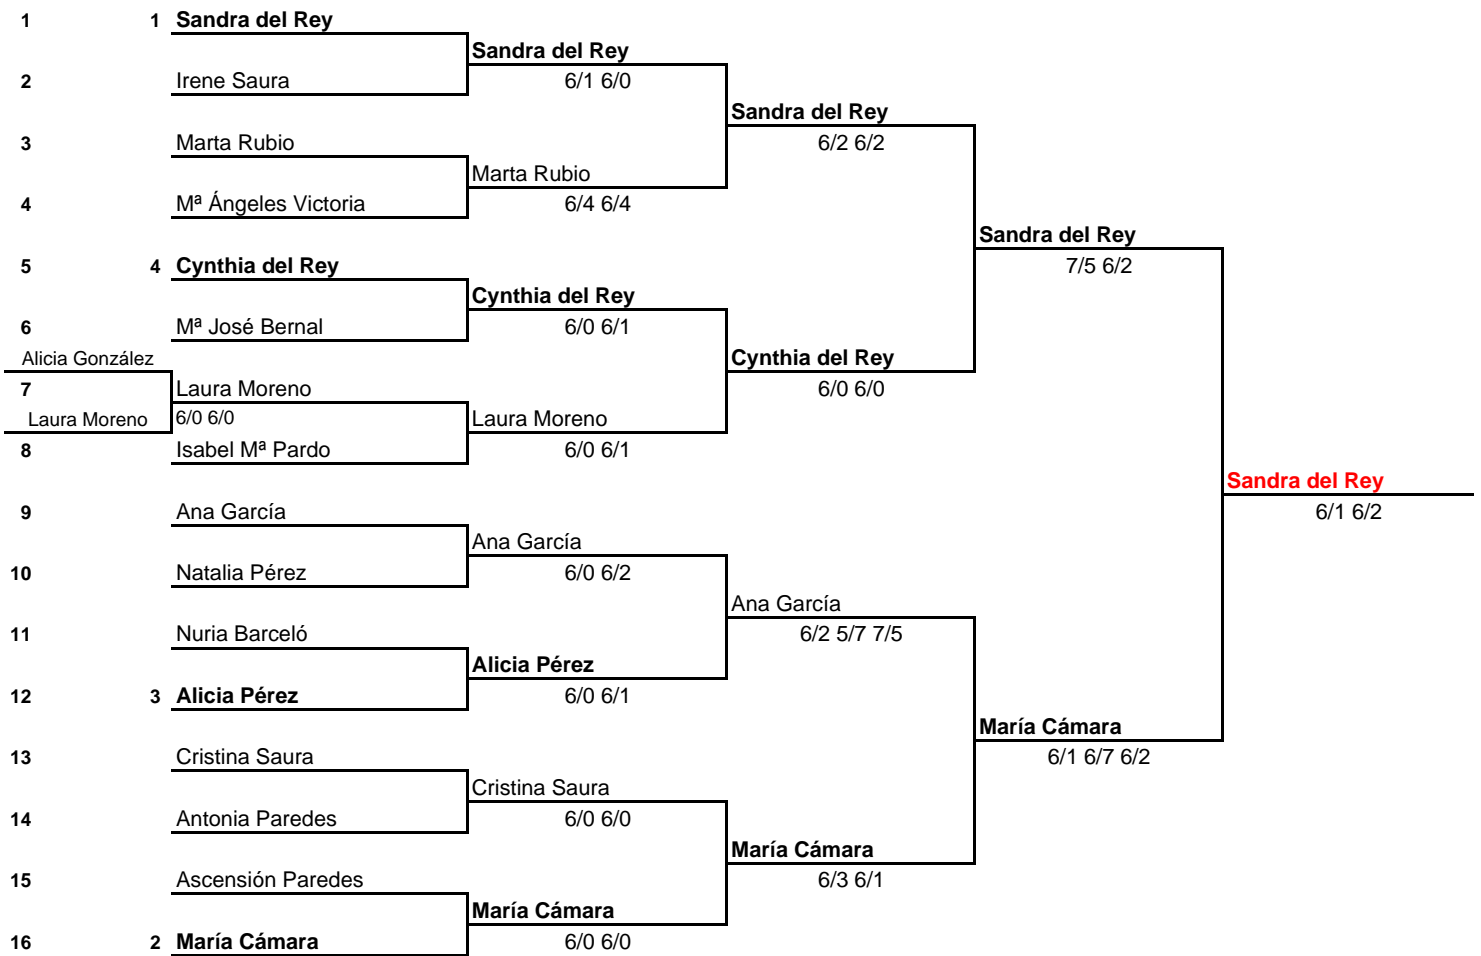 1 1 Sandra del Rey
Sandra del Rey
2 Irene Saura 6/1 6/0
Sandra del Rey
3 Marta Rubio 6/2 6/2
Marta Rubio
4 Mª Ángeles Victoria 6/4 6/4
Sandra del Rey
5 4 Cynthia del Rey 7/5 6/2
Cynthia del Rey
6 Mª José Bernal 6/0 6/1
Alicia González Cynthia del Rey
7 Laura Moreno 6/0 6/0
Laura Moreno 6/0 6/0 Laura Moreno
8 Isabel Mª Pardo 6/0 6/1
Sandra del Rey
9 Ana García 6/1 6/2
Ana García
10 Natalia Pérez 6/0 6/2
Ana García
11 Nuria Barceló 6/2 5/7 7/5
Alicia Pérez
12 3 Alicia Pérez 6/0 6/1
María Cámara
13 Cristina Saura 6/1 6/7 6/2
Cristina Saura
14 Antonia Paredes 6/0 6/0
María Cámara
15 Ascensión Paredes 6/3 6/1
María Cámara
16 2 María Cámara 6/0 6/0